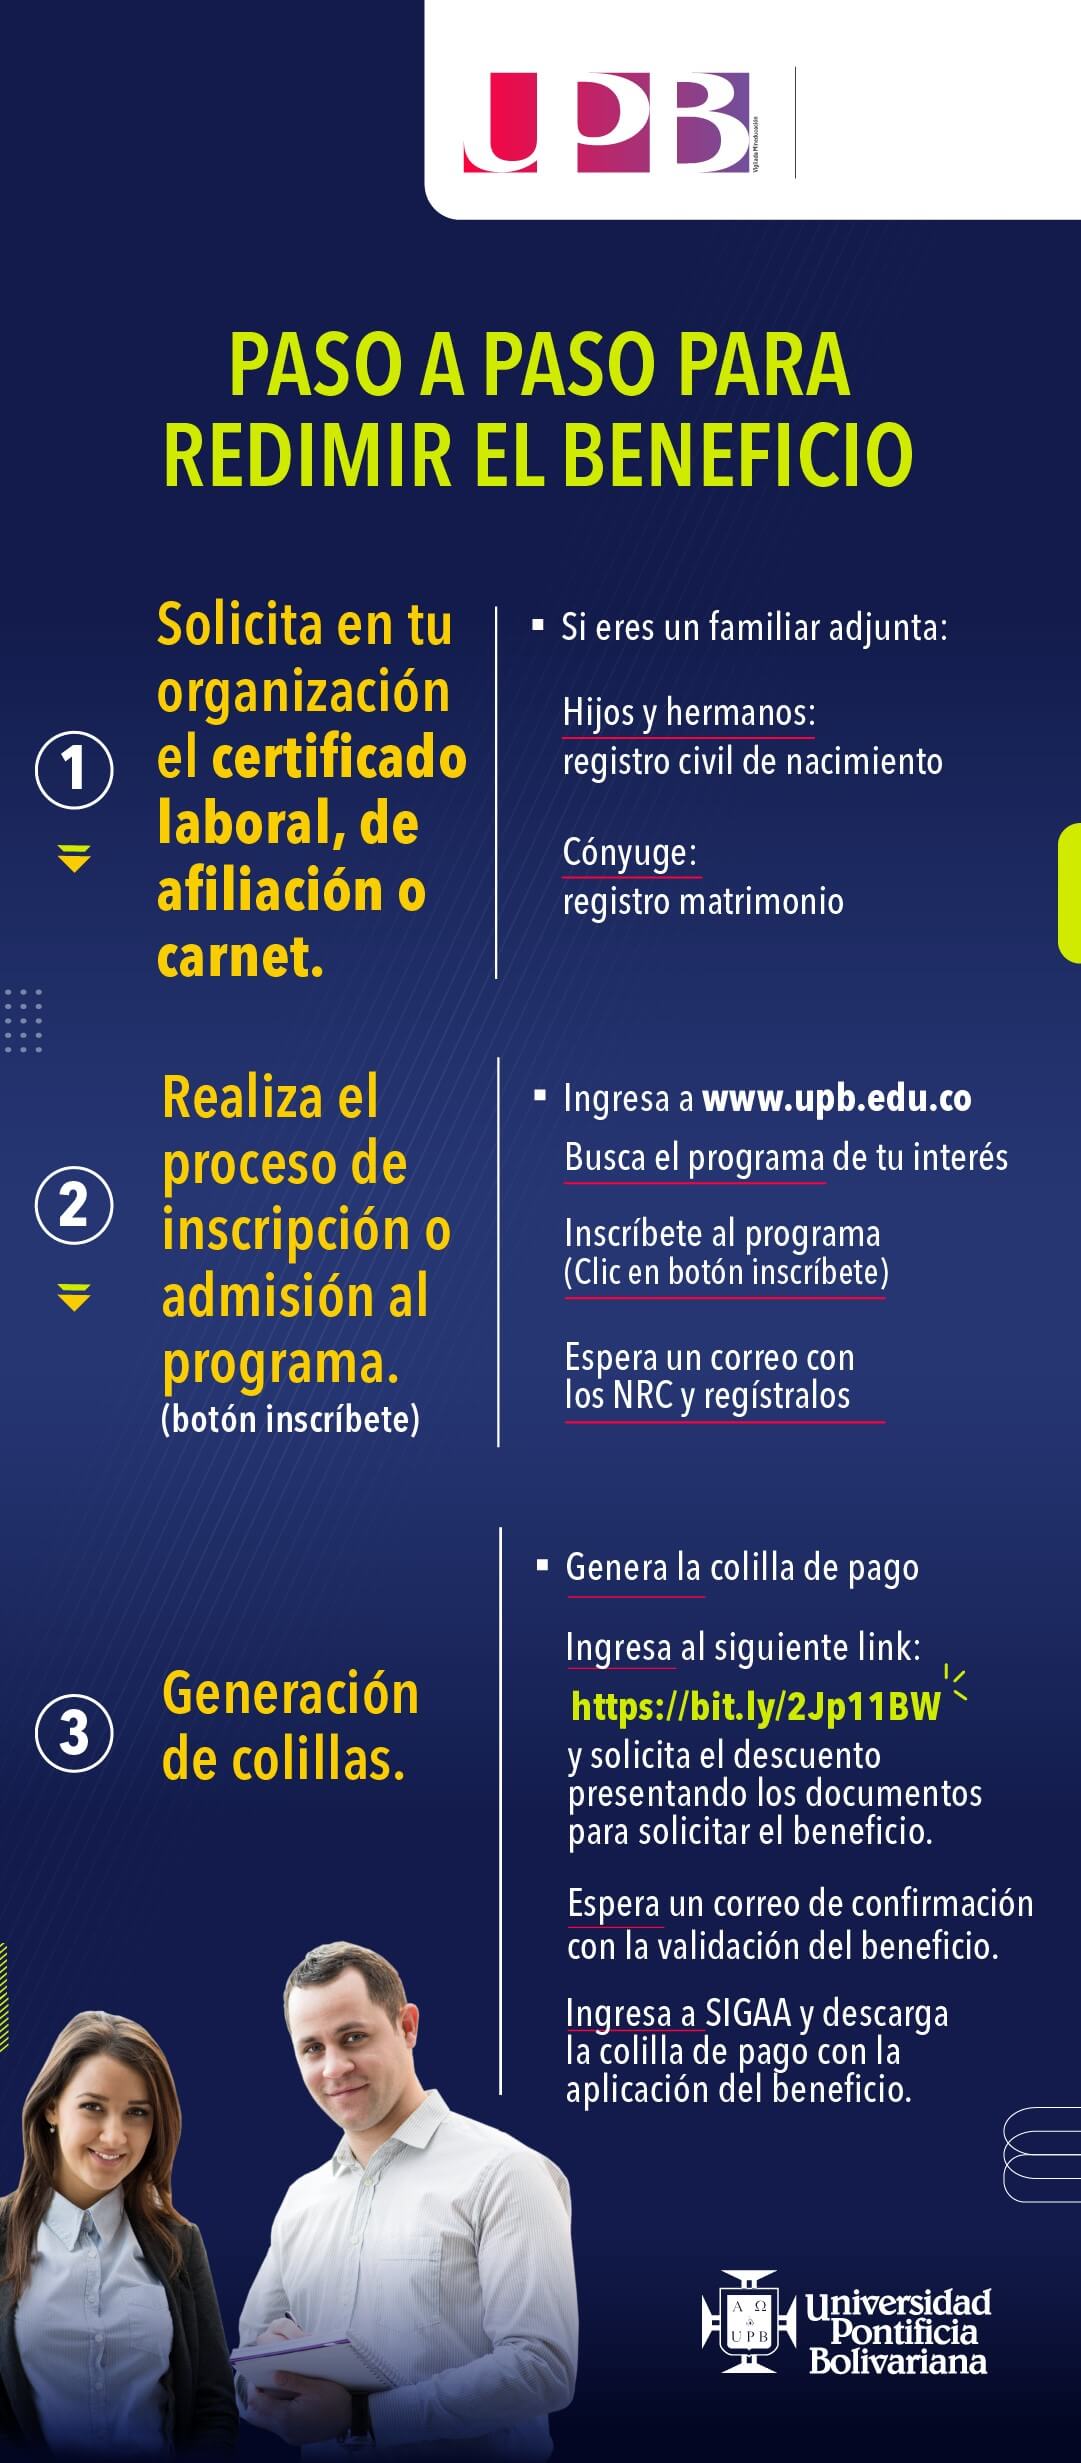 UPB
Vigilada Mineducación
PASO A PASO PARA
REDIMIR EL BENEFICIO
1
Solicita en tu
organización
el certificado
laboral, de
afiliación o
carnet.
▪ Si eres un familiar adjunta:
Hijos y hermanos:
registro civil de nacimiento
Cónyuge:
registro matrimonio
2
Realiza el
proceso de
inscripción o
admisión al
programa.
(botón inscríbete)
▪ Ingresa a www.upb.edu.co
Busca el programa de tu interés
Inscríbete al programa
(Clic en botón inscríbete)
Espera un correo con
los NRC y regístralos
3
Generación
de colillas.
▪ Genera la colilla de pago
Ingresa al siguiente link:
https://bit.ly/2Jp11BW
y solicita el descuento
presentando los documentos
para solicitar el beneficio.
Espera un correo de confirmación
con la validación del beneficio.
Ingresa a SIGAA y descarga
la colilla de pago con la
aplicación del beneficio.
A Ω
UPB
Universidad
Pontificia
Bolivariana